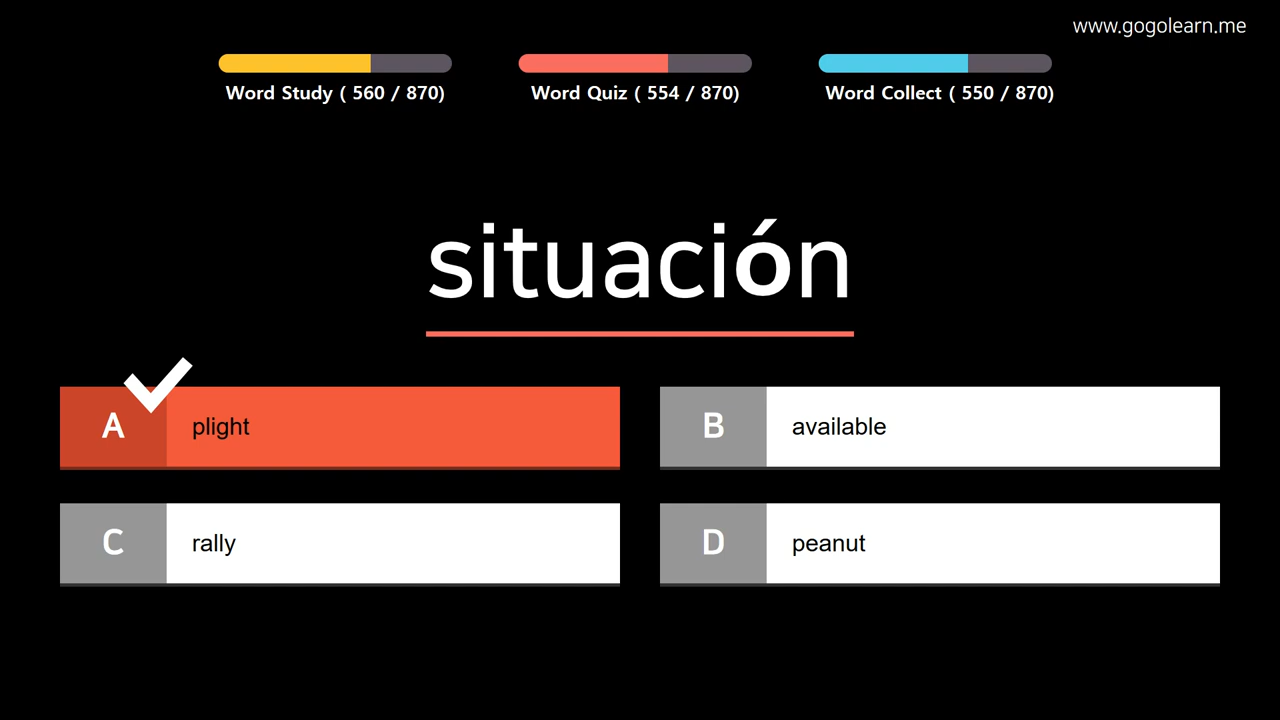 www.gogolearn.me
Word Study ( 560 / 870)
Word Quiz ( 554 / 870)
Word Collect ( 550 / 870)
situación
A plight
B available
C rally
D peanut